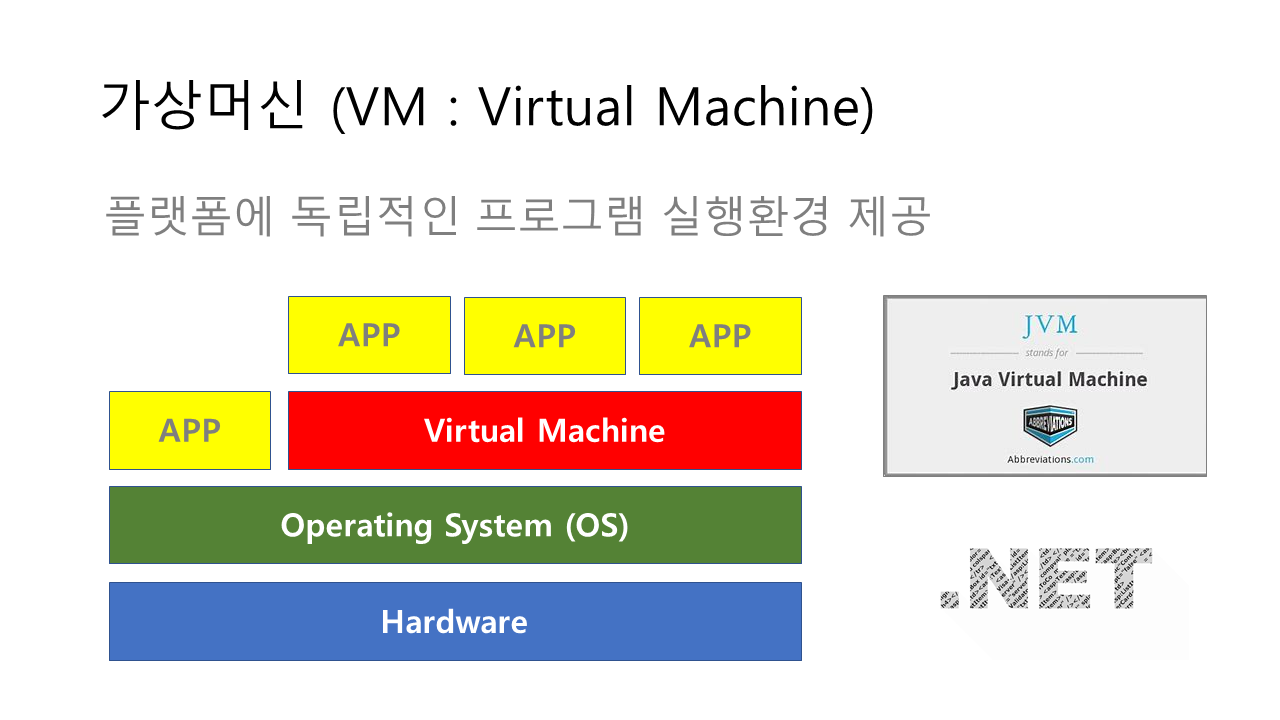 가상머신 (VM : Virtual Machine)
플랫폼에 독립적인 프로그램 실행환경 제공
APP APP APP
APP Virtual Machine
Operating System (OS)
Hardware
JVM
stands for
Java Virtual Machine
ABBREVIATIONS
Abbreviations.com
.NET